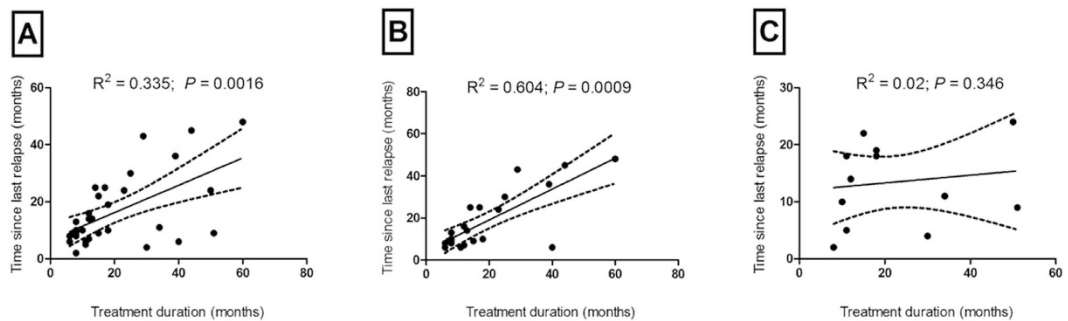 A
R² = 0.335; P = 0.0016
Time since last relapse (months)
60
40
20
0
0 20 40 60 80
Treatment duration (months)
B
R² = 0.604; P = 0.0009
Time since last relapse (months)
80
60
40
20
0
0 20 40 60 80
Treatment duration (months)
C
R² = 0.02; P = 0.346
Time since last relapse (months)
30
20
10
0
0 20 40 60
Treatment duration (months)